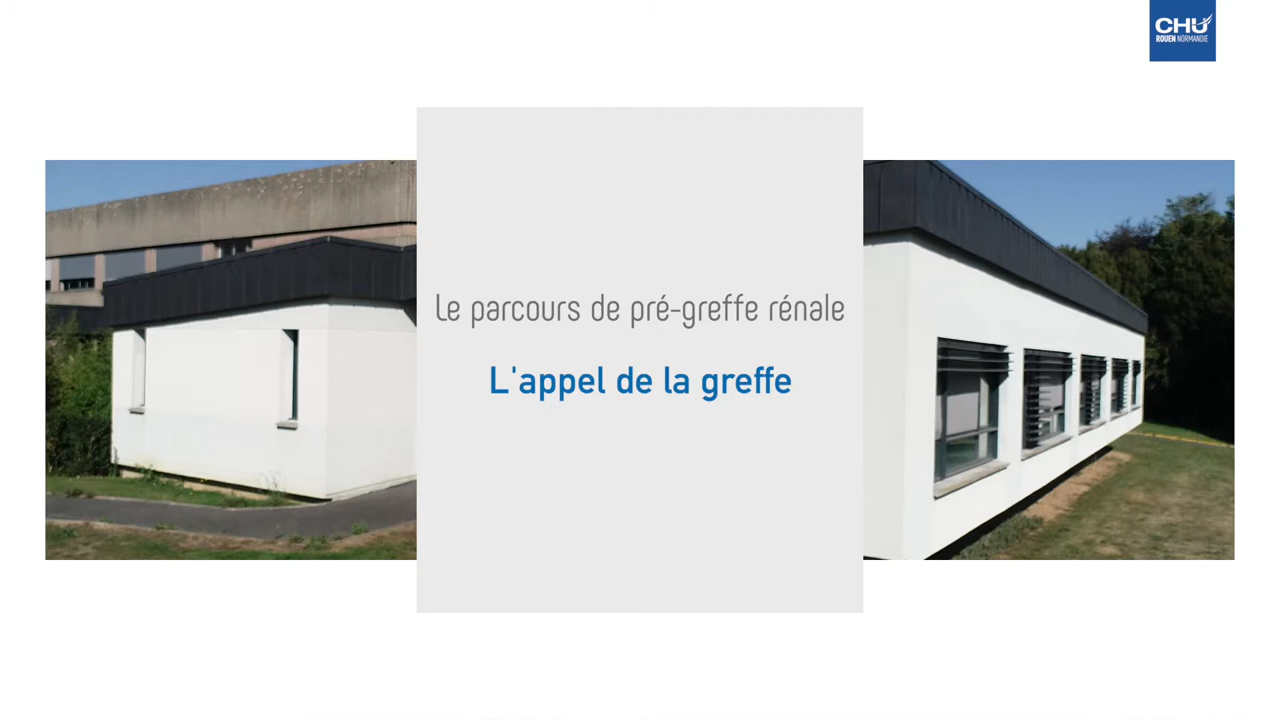 CHU
ROUEN NORMANDIE
Le parcours de pré-greffe rénale
L'appel de la greffe